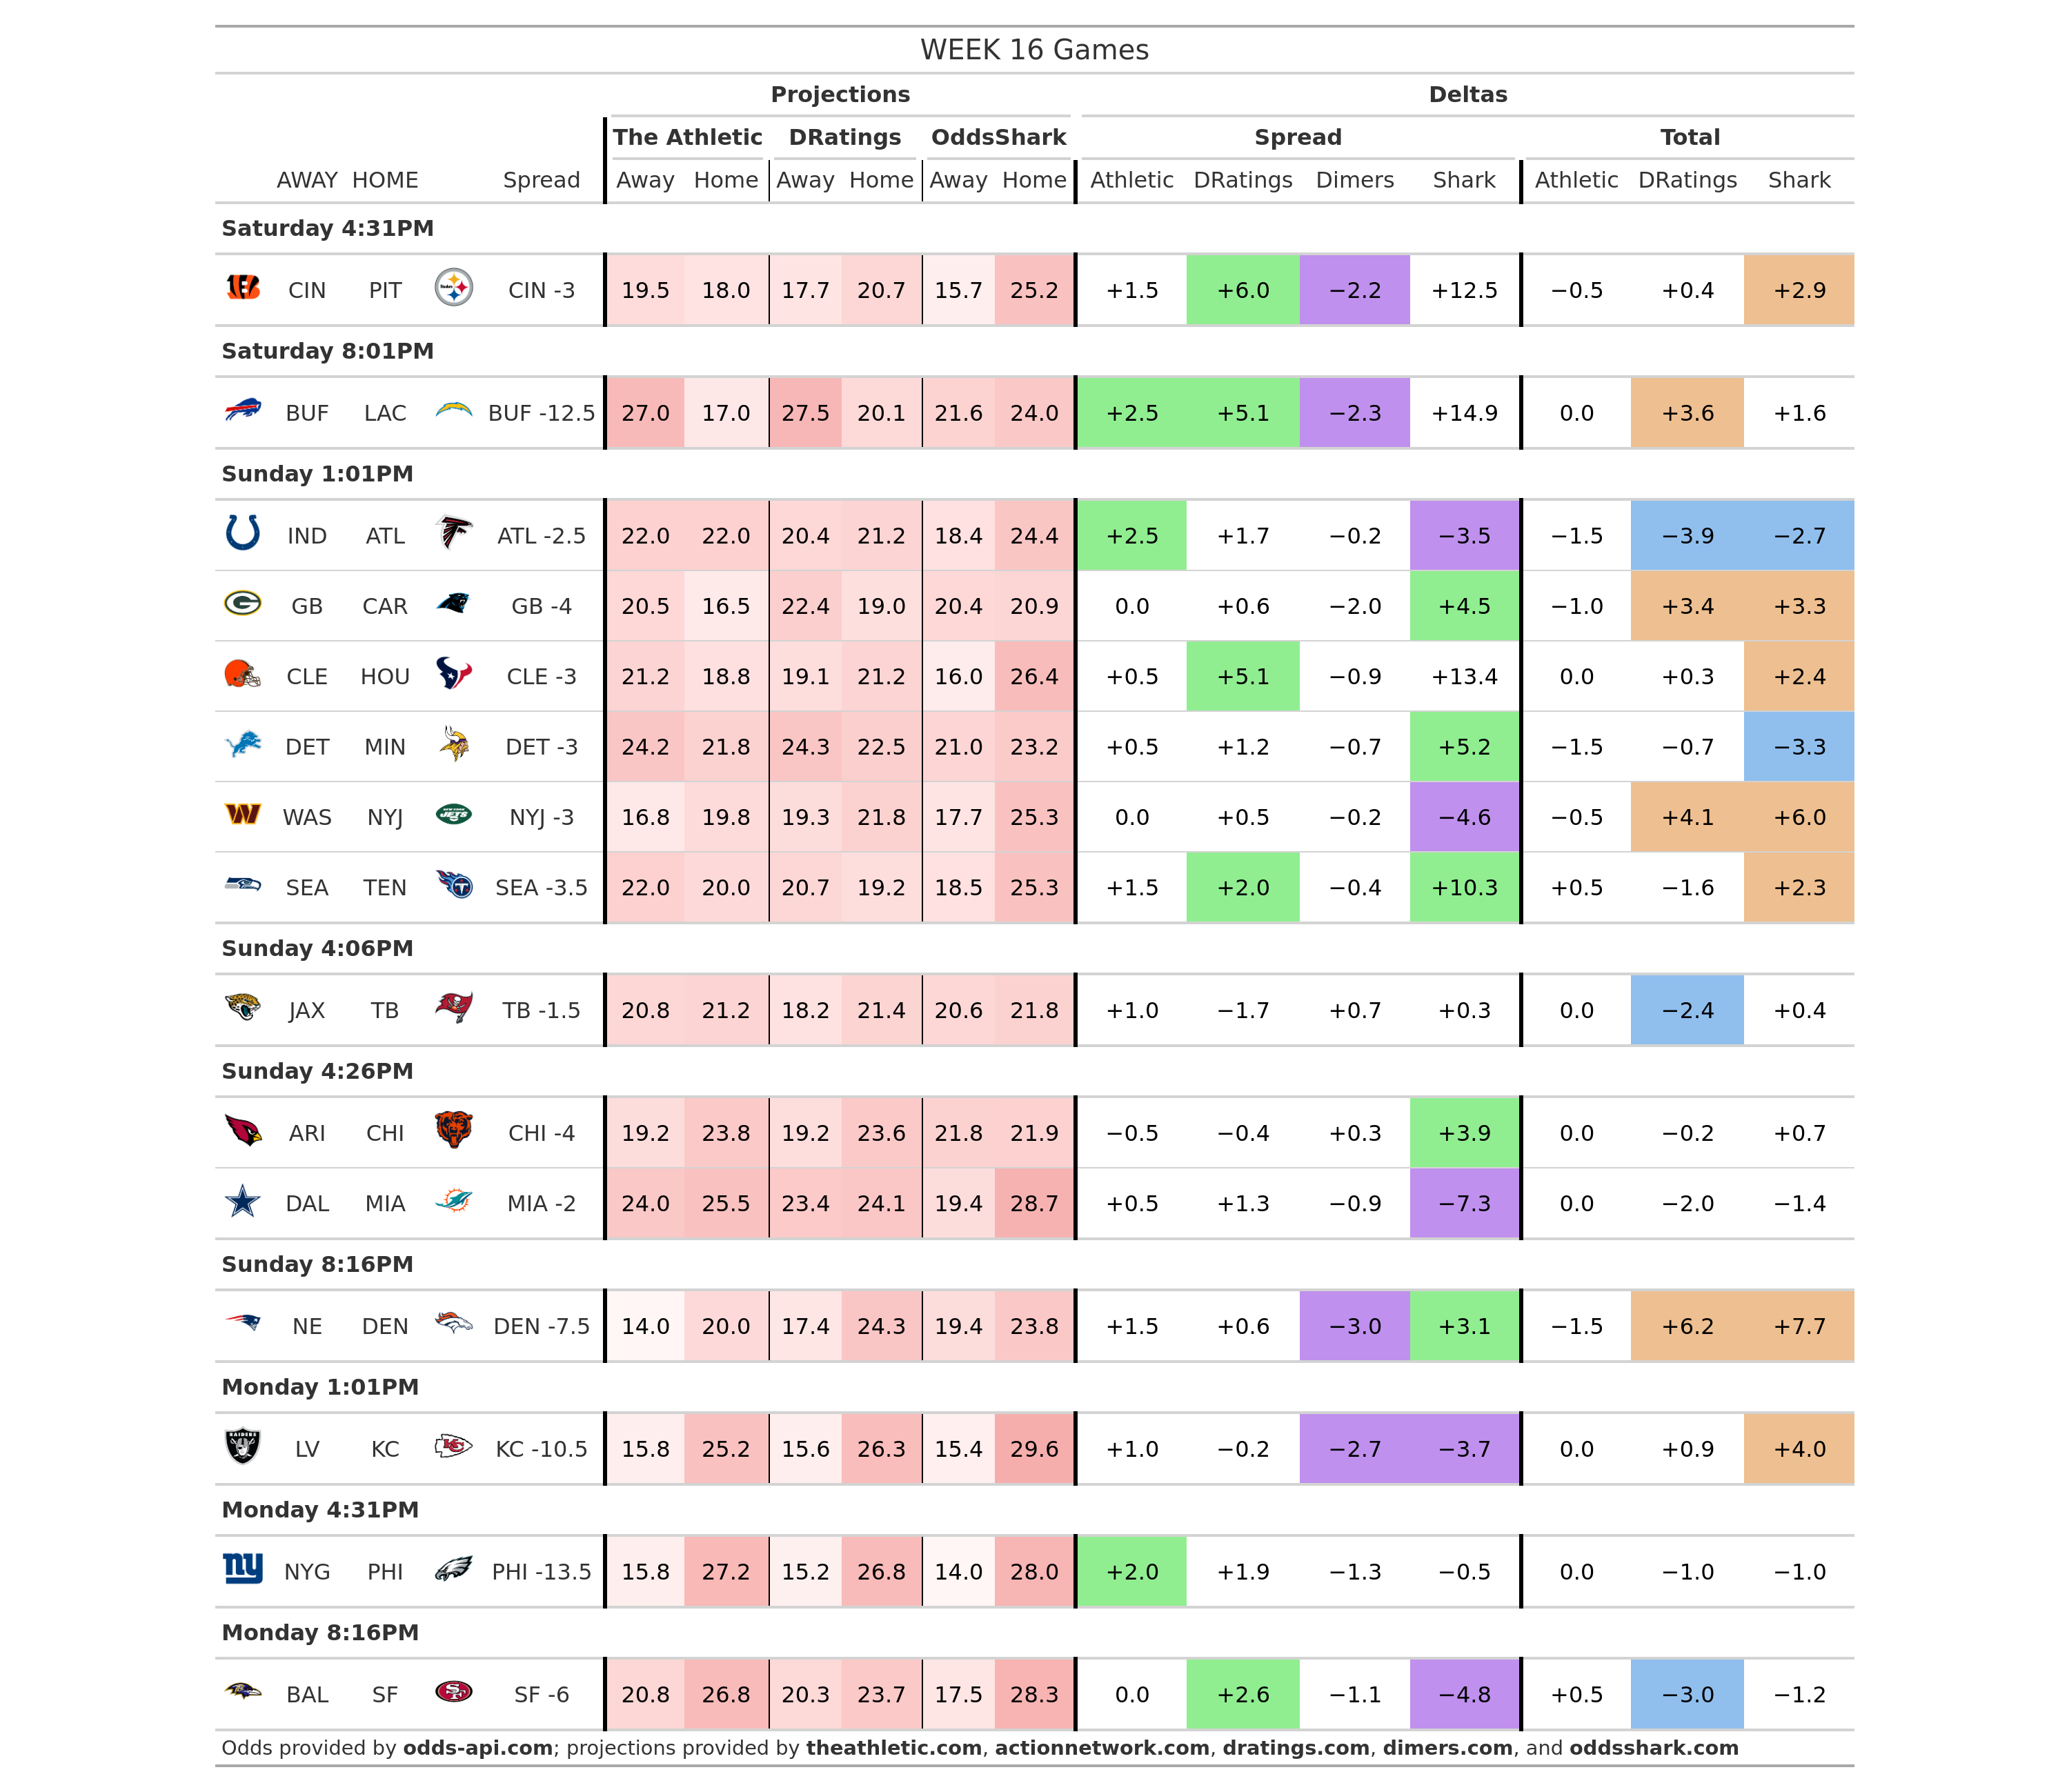 WEEK 16 Games
Projections Deltas
The Athletic DRatings OddsShark Spread Total
AWAY HOME Spread Away Home Away Home Away Home Athletic DRatings Dimers Shark Athletic DRatings Shark
Saturday 4:31PM
CIN PIT Steelers CIN -3 19.5 18.0 17.7 20.7 15.7 25.2 +1.5 +6.0 −2.2 +12.5 −0.5 +0.4 +2.9
Saturday 8:01PM
BUF LAC BUF -12.5 27.0 17.0 27.5 20.1 21.6 24.0 +2.5 +5.1 −2.3 +14.9 0.0 +3.6 +1.6
Sunday 1:01PM
IND ATL ATL -2.5 22.0 22.0 20.4 21.2 18.4 24.4 +2.5 +1.7 −0.2 −3.5 −1.5 −3.9 −2.7
G GB CAR GB -4 20.5 16.5 22.4 19.0 20.4 20.9 0.0 +0.6 −2.0 +4.5 −1.0 +3.4 +3.3
CLE HOU CLE -3 21.2 18.8 19.1 21.2 16.0 26.4 +0.5 +5.1 −0.9 +13.4 0.0 +0.3 +2.4
DET MIN DET -3 24.2 21.8 24.3 22.5 21.0 23.2 +0.5 +1.2 −0.7 +5.2 −1.5 −0.7 −3.3
W WAS NYJ NEW YORK JETS NYJ -3 16.8 19.8 19.3 21.8 17.7 25.3 0.0 +0.5 −0.2 −4.6 −0.5 +4.1 +6.0
SEA TEN T SEA -3.5 22.0 20.0 20.7 19.2 18.5 25.3 +1.5 +2.0 −0.4 +10.3 +0.5 −1.6 +2.3
Sunday 4:06PM
JAX TB TB -1.5 20.8 21.2 18.2 21.4 20.6 21.8 +1.0 −1.7 +0.7 +0.3 0.0 −2.4 +0.4
Sunday 4:26PM
ARI CHI CHI -4 19.2 23.8 19.2 23.6 21.8 21.9 −0.5 −0.4 +0.3 +3.9 0.0 −0.2 +0.7
DAL MIA MIA -2 24.0 25.5 23.4 24.1 19.4 28.7 +0.5 +1.3 −0.9 −7.3 0.0 −2.0 −1.4
Sunday 8:16PM
NE DEN DEN -7.5 14.0 20.0 17.4 24.3 19.4 23.8 +1.5 +0.6 −3.0 +3.1 −1.5 +6.2 +7.7
Monday 1:01PM
RAIDERS LV KC KC KC -10.5 15.8 25.2 15.6 26.3 15.4 29.6 +1.0 −0.2 −2.7 −3.7 0.0 +0.9 +4.0
Monday 4:31PM
ny NYG PHI PHI -13.5 15.8 27.2 15.2 26.8 14.0 28.0 +2.0 +1.9 −1.3 −0.5 0.0 −1.0 −1.0
Monday 8:16PM
BAL SF SF SF -6 20.8 26.8 20.3 23.7 17.5 28.3 0.0 +2.6 −1.1 −4.8 +0.5 −3.0 −1.2
Odds provided by odds-api.com; projections provided by theathletic.com, actionnetwork.com, dratings.com, dimers.com, and oddsshark.com